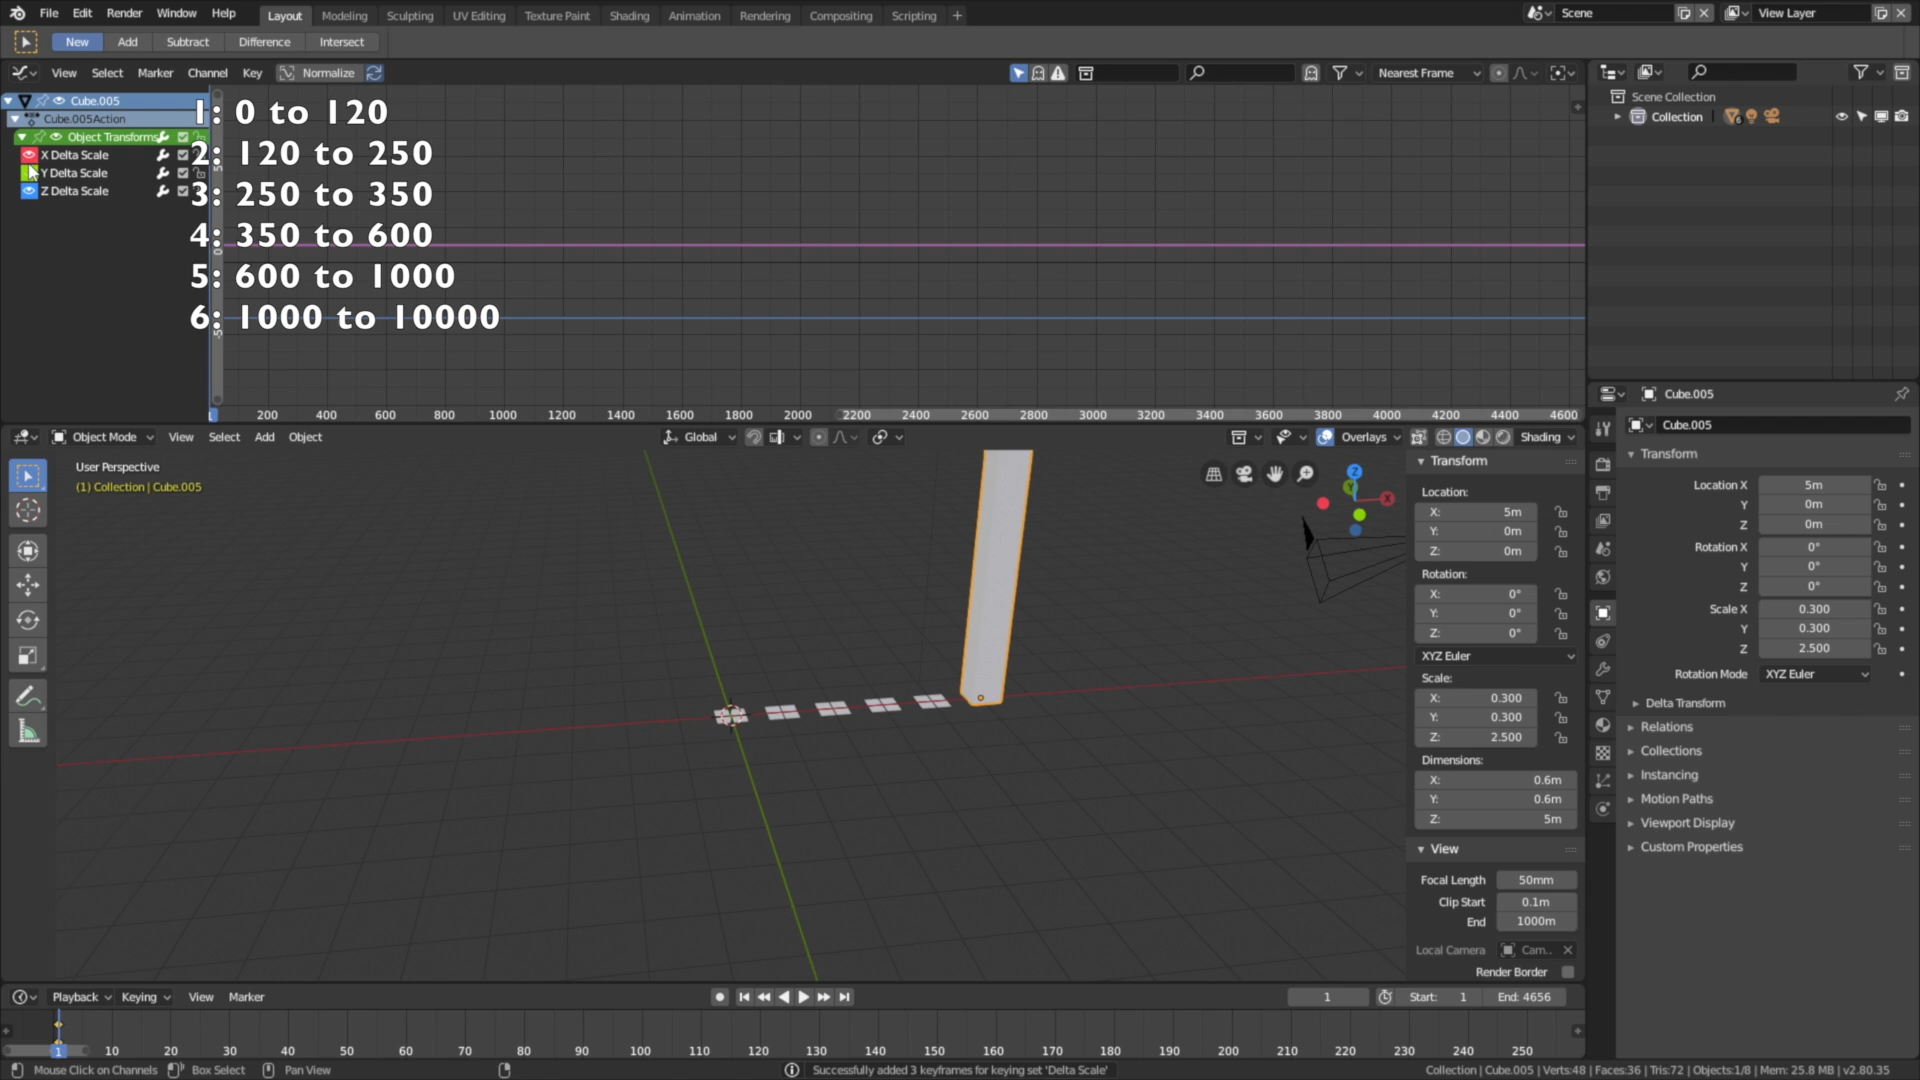 File Edit Render Window Help Layout Modeling Sculpting UV Editing Texture Paint Shading Animation Rendering Compositing Scripting + Scene View Layer
New Add Subtract Difference Intersect
View Select Marker Channel Key Normalize Nearest Frame
Cube.005
Cube.005Action
Object Transforms
X Delta Scale
Y Delta Scale
Z Delta Scale
1: 0 to 120
2: 120 to 250
3: 250 to 350
4: 350 to 600
5: 600 to 1000
6: 1000 to 10000
200 400 600 800 1000 1200 1400 1600 1800 2000 2200 2400 2600 2800 3000 3200 3400 3600 3800 4000 4200 4400 4600
Scene Collection
Collection
Object Mode View Select Add Object Global Overlays Shading
User Perspective
(1) Collection | Cube.005
Transform
Location:
X: 5m
Y: 0m
Z: 0m
Rotation:
X: 0°
Y: 0°
Z: 0°
XYZ Euler
Scale:
X: 0.300
Y: 0.300
Z: 2.500
Dimensions:
X: 0.6m
Y: 0.6m
Z: 5m
View
Focal Length 50mm
Clip Start 0.1m
End 1000m
Local Camera Cam..
Render Border
Cube.005
Cube.005
Transform
Location X 5m
Y 0m
Z 0m
Rotation X 0°
Y 0°
Z 0°
Scale X 0.300
Y 0.300
Z 2.500
Rotation Mode XYZ Euler
Delta Transform
Relations
Collections
Instancing
Motion Paths
Viewport Display
Custom Properties
Playback Keying View Marker 1 Start: 1 End: 4656
1 10 20 30 40 50 60 70 80 90 100 110 120 130 140 150 160 170 180 190 200 210 220 230 240 250
Mouse Click on Channels Box Select Pan View Successfully added 3 keyframes for keying set 'Delta Scale' Collection | Cube.005 | Verts:48 | Faces:36 | Tris:72 | Objects:1/8 | Mem: 25.8 MB | v2.80.35